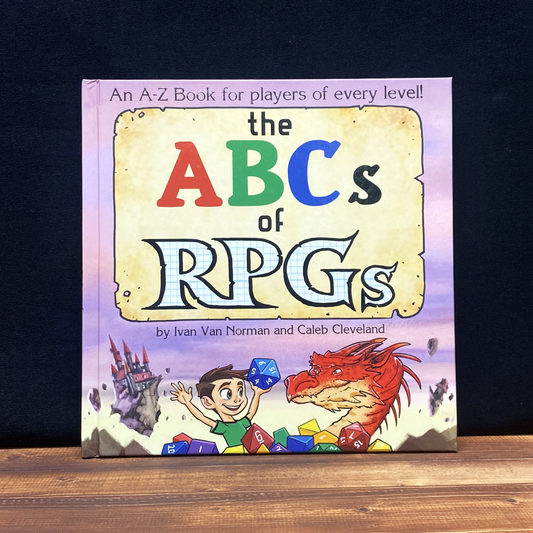 An A-Z Book for players of every level!
the
ABCs
of
RPGs
by Ivan Van Norman and Caleb Cleveland